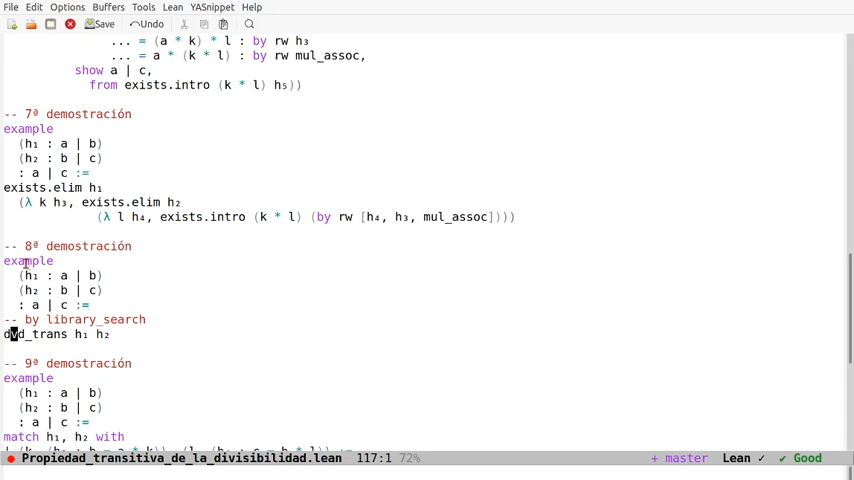 File Edit Options Buffers Tools Lean YASnippet Help
Save Undo
... = (a * k) * l : by rw h₃
... = a * (k * l) : by rw mul_assoc,
show a | c,
from exists.intro (k * l) h₅))
-- 7ª demostración
example
(h₁ : a | b)
(h₂ : b | c)
: a | c :=
exists.elim h₁
(λ k h₃, exists.elim h₂
(λ l h₄, exists.intro (k * l) (by rw [h₄, h₃, mul_assoc])))
-- 8ª demostración
example
(h₁ : a | b)
(h₂ : b | c)
: a | c :=
-- by library_search
dvd_trans h₁ h₂
-- 9ª demostración
example
(h₁ : a | b)
(h₂ : b | c)
: a | c :=
match h₁, h₂ with
Propiedad_transitiva_de_la_divisibilidad.lean 117:1 72% + master Lean ✓ ✔ Good